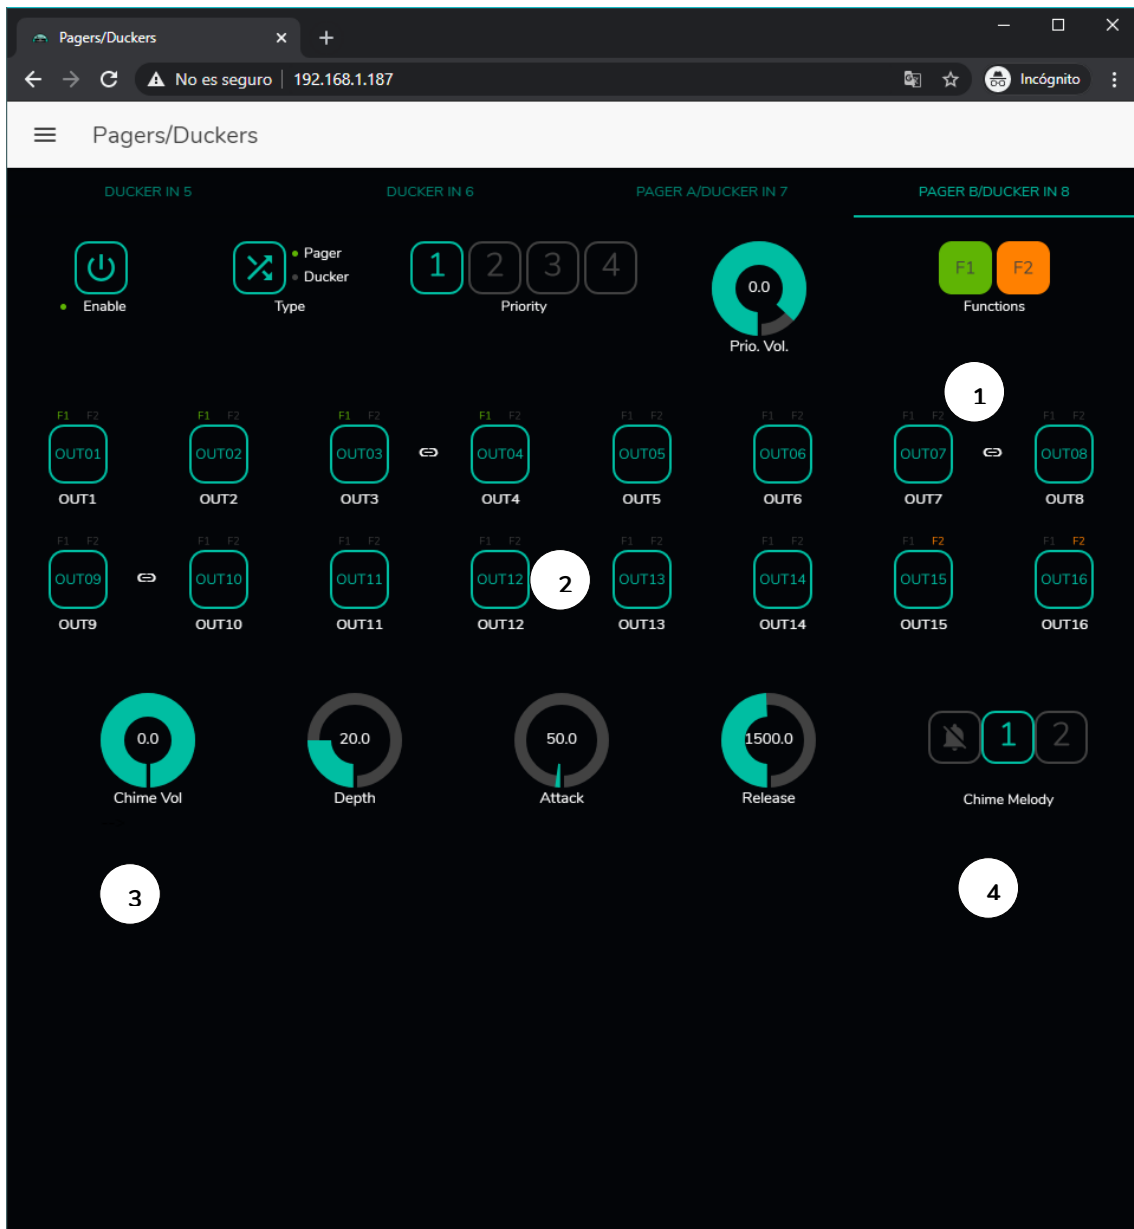 Pagers/Duckers
No es seguro 192.168.1.187 Incógnito
Pagers/Duckers
DUCKER IN 5 DUCKER IN 6 PAGER A/DUCKER IN 7 PAGER B/DUCKER IN 8
Pager
Ducker
1 2 3 4
0.0
F1 F2
Enable Type Priority Functions
Prio. Vol.
1
F1 F2 F1 F2 F1 F2 F1 F2 F1 F2 F1 F2 F1 F2 F1 F2
OUT01 OUT02 OUT03 OUT04 OUT05 OUT06 OUT07 OUT08
OUT1 OUT2 OUT3 OUT4 OUT5 OUT6 OUT7 OUT8
F1 F2 F1 F2 F1 F2 F1 F2 F1 F2 F1 F2 F1 F2 F1 F2
OUT09 OUT10 OUT11 OUT12 2 OUT13 OUT14 OUT15 OUT16
OUT9 OUT10 OUT11 OUT12 OUT13 OUT14 OUT15 OUT16
0.0 20.0 50.0 1500.0 1 2
Chime Vol Depth Attack Release Chime Melody
3 4